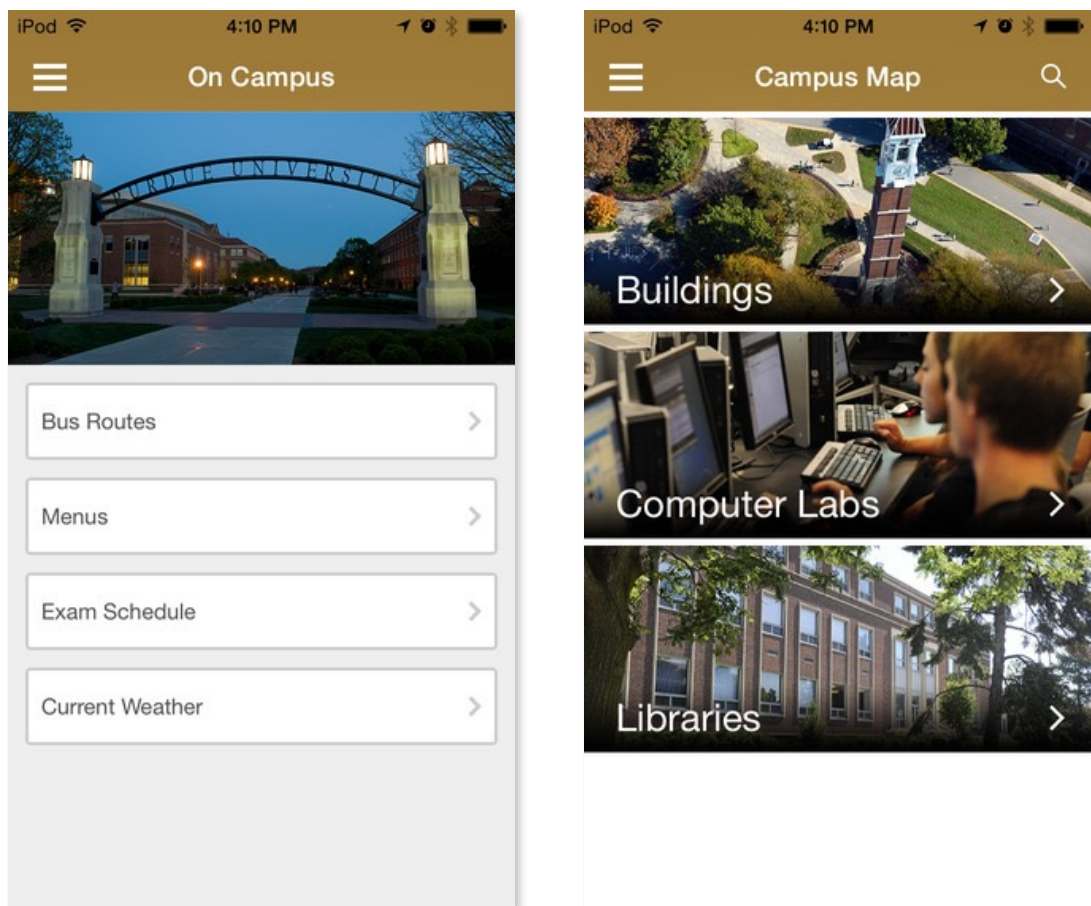 iPod 4:10 PM
On Campus
PURDUE UNIVERSITY
Bus Routes
Menus
Exam Schedule
Current Weather
iPod 4:10 PM
Campus Map
Buildings
Computer Labs
Libraries